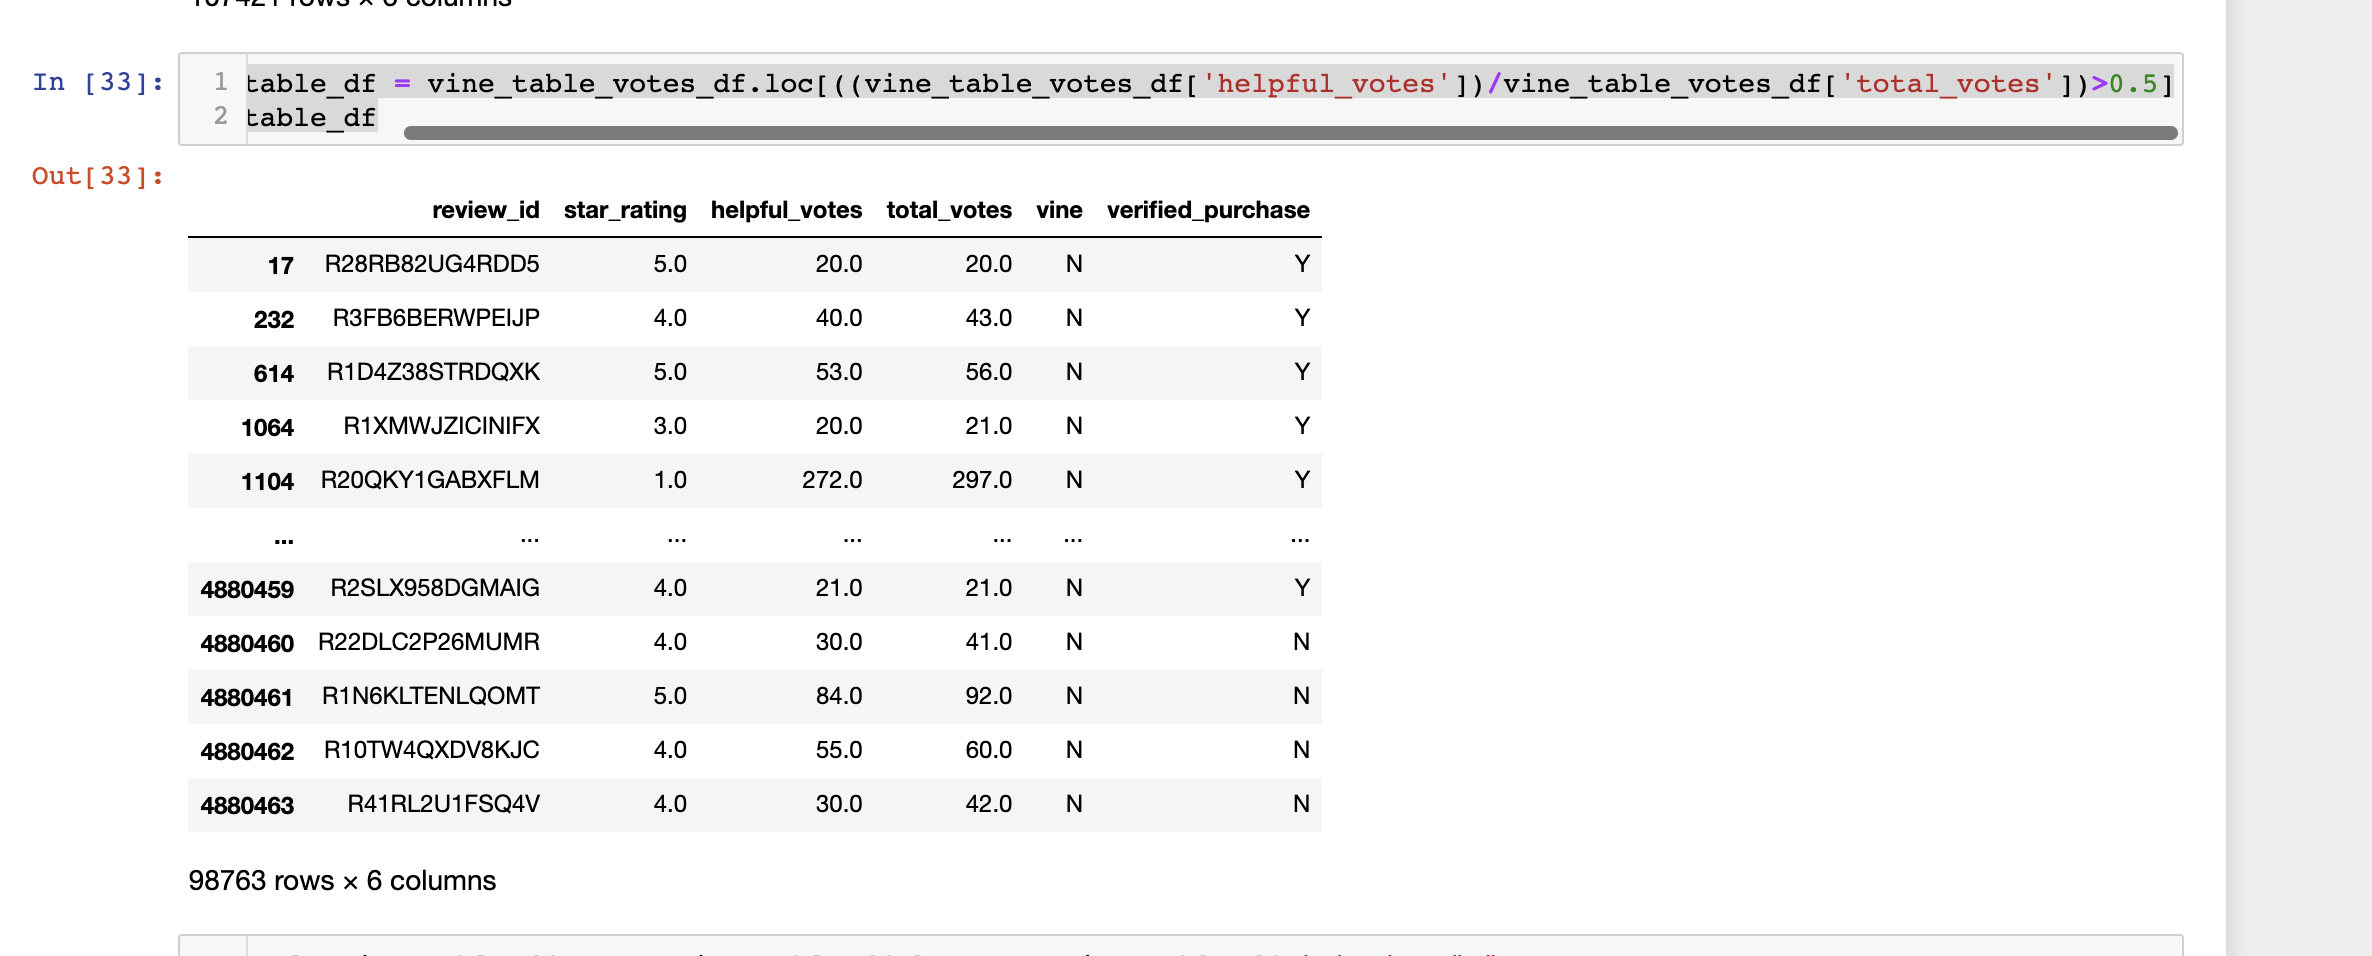 rows × 6 columns
In [33]:
1 table_df = vine_table_votes_df.loc[((vine_table_votes_df['helpful_votes'])/vine_table_votes_df['total_votes'])>0.5]
2 table_df
Out[33]:
review_id star_rating helpful_votes total_votes vine verified_purchase
17 R28RB82UG4RDD5 5.0 20.0 20.0 N Y
232 R3FB6BERWPEIJP 4.0 40.0 43.0 N Y
614 R1D4Z38STRDQXK 5.0 53.0 56.0 N Y
1064 R1XMWJZICINIFX 3.0 20.0 21.0 N Y
1104 R20QKY1GABXFLM 1.0 272.0 297.0 N Y
... ... ... ... ... ... ...
4880459 R2SLX958DGMAIG 4.0 21.0 21.0 N Y
4880460 R22DLC2P26MUMR 4.0 30.0 41.0 N N
4880461 R1N6KLTENLQOMT 5.0 84.0 92.0 N N
4880462 R10TW4QXDV8KJC 4.0 55.0 60.0 N N
4880463 R41RL2U1FSQ4V 4.0 30.0 42.0 N N
98763 rows × 6 columns